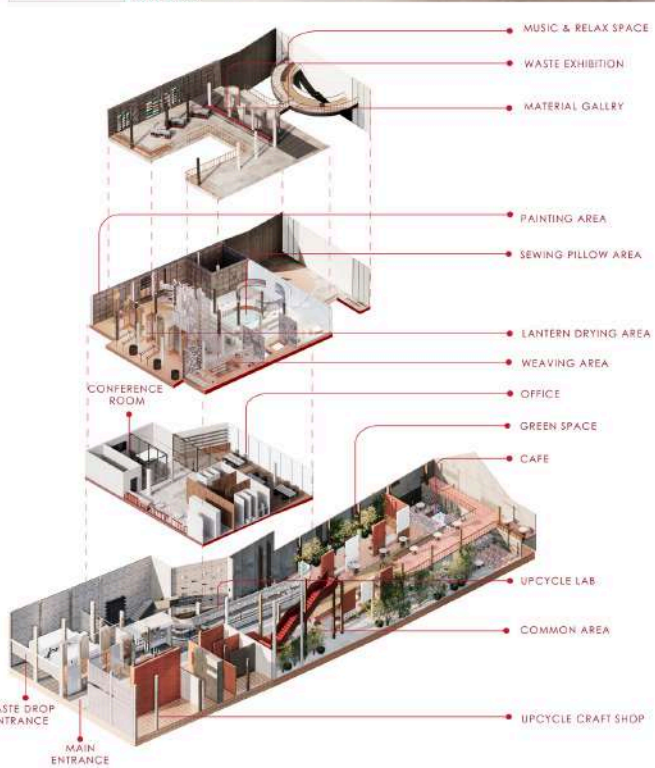 MUSIC & RELAX SPACE
WASTE EXHIBITION
MATERIAL GALLRY
PAINTING AREA
SEWING PILLOW AREA
LANTERN DRYING AREA
WEAVING AREA
CONFERENCE
ROOM
OFFICE
GREEN SPACE
CAFE
UPCYCLE LAB
COMMON AREA
ASTE DROP
NTRANCE
MAIN
ENTRANCE
UPCYCLE CRAFT SHOP